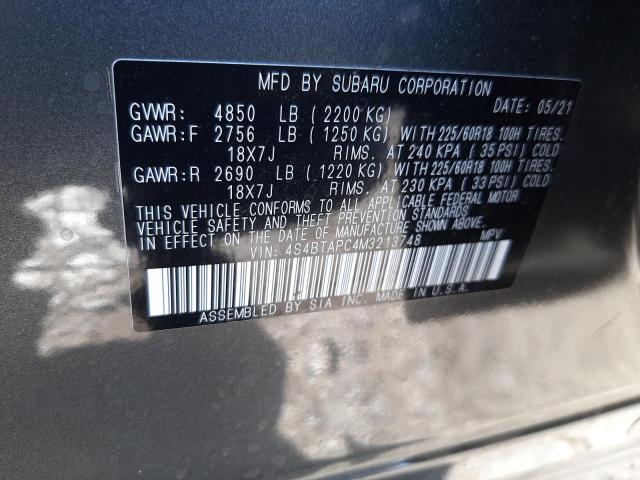 MFD BY SUBARU CORPORATION
GVWR: 4850 LB (2200 KG) DATE: 05/21
GAWR:F 2756 LB (1250 KG) WITH 225/60R18 100H TIRES.
18X7J RIMS. AT 240 KPA (35 PSI) COLD
GAWR:R 2690 LB (1220 KG) WITH 225/60R18 100H TIRES.
18X7J RIMS. AT 230 KPA (33 PSI) COLD
THIS VEHICLE CONFORMS TO ALL APPLICABLE FEDERAL MOTOR
VEHICLE SAFETY AND THEFT PREVENTION STANDARDS
IN EFFECT ON THE DATE OF MANUFACTURE SHOWN ABOVE.
VIN: 4S4BTAPC4M3213748 MPV
ASSEMBLED BY SIA INC. MADE IN U.S.A.